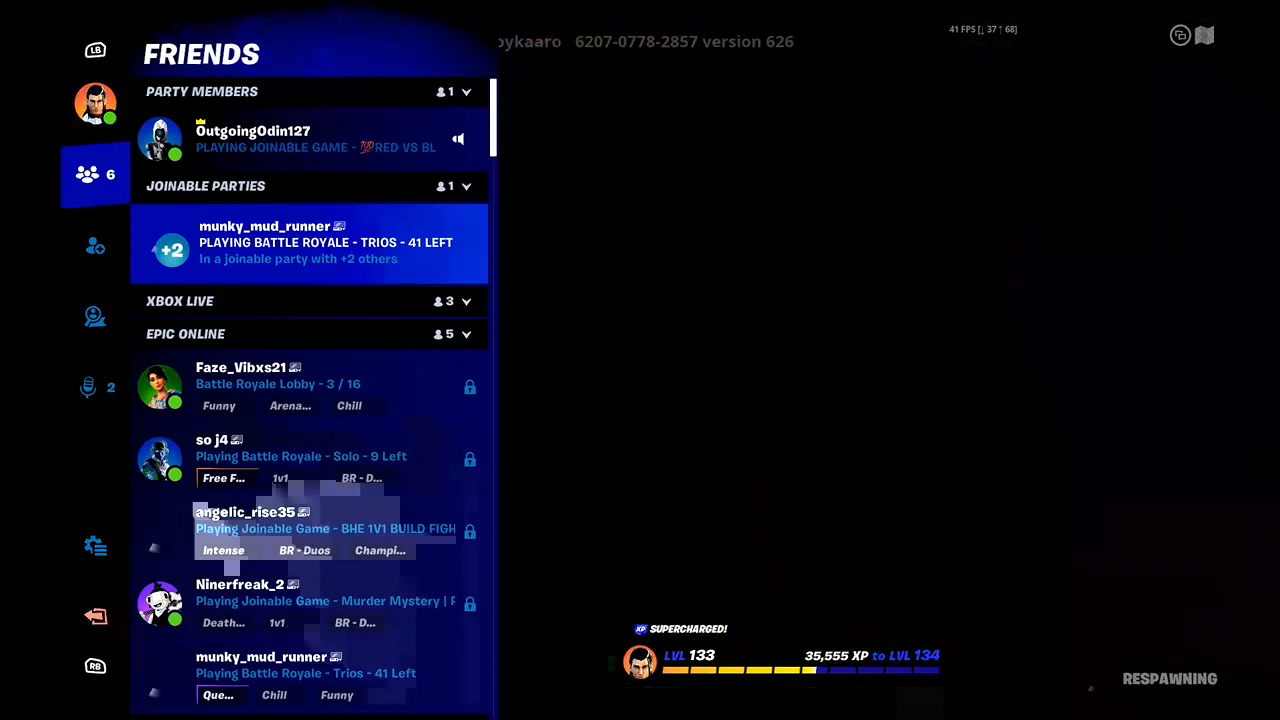 LB
FRIENDS
oykaaro 6207-0778-2857 version 626
41 FPS [↓ 37 ↑ 68]
PARTY MEMBERS 1
OutgoingOdin127
PLAYING JOINABLE GAME - 💯RED VS BL
6
JOINABLE PARTIES 1
munky_mud_runner
+2
PLAYING BATTLE ROYALE - TRIOS - 41 LEFT
In a joinable party with +2 others
XBOX LIVE 3
EPIC ONLINE 5
Faze_Vibxs21
Battle Royale Lobby - 3 / 16
Funny Arena... Chill
2
so j4
Playing Battle Royale - Solo - 9 Left
Free F... 1v1 BR - D...
angelic_rise35
Playing Joinable Game - BHE 1V1 BUILD FIGH
Intense BR - Duos Champi...
Ninerfreak_2
Playing Joinable Game - Murder Mystery | F
Death... 1v1 BR - D...
munky_mud_runner
Playing Battle Royale - Trios - 41 Left
Que... Chill Funny
RB
XP SUPERCHARGED!
LVL 133 35,555 XP to LVL 134
RESPAWNING